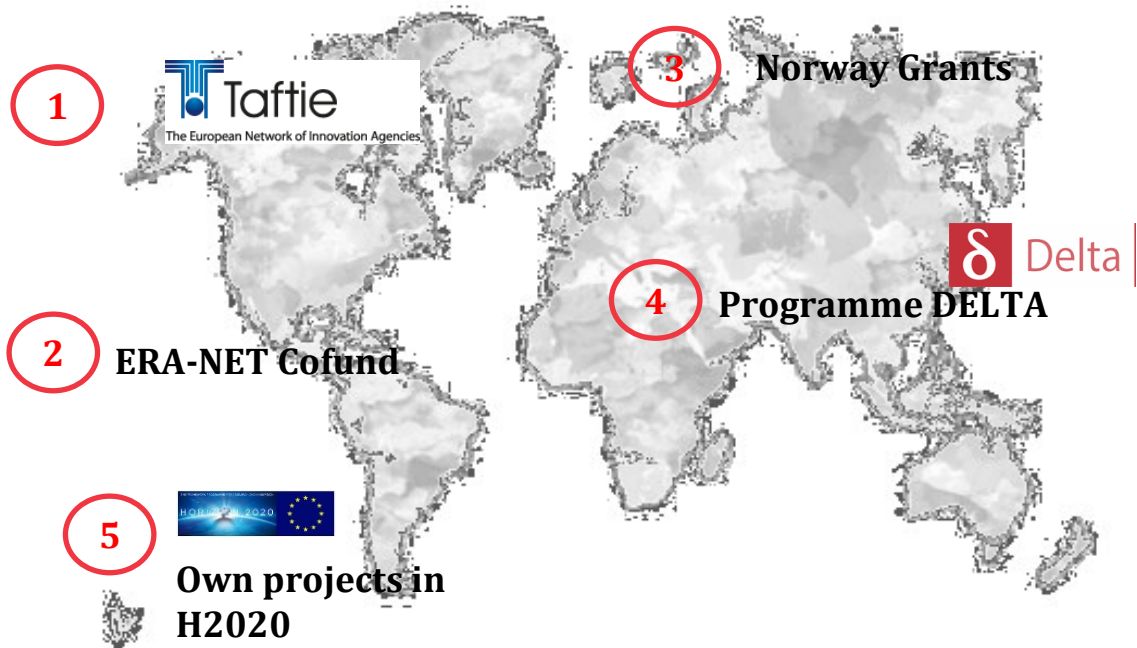 1
Taftie
The European Network of Innovation Agencies
3
Norway Grants
δ Delta
4
Programme DELTA
2
ERA-NET Cofund
5
HORIZON 2020
Own projects in
H2020